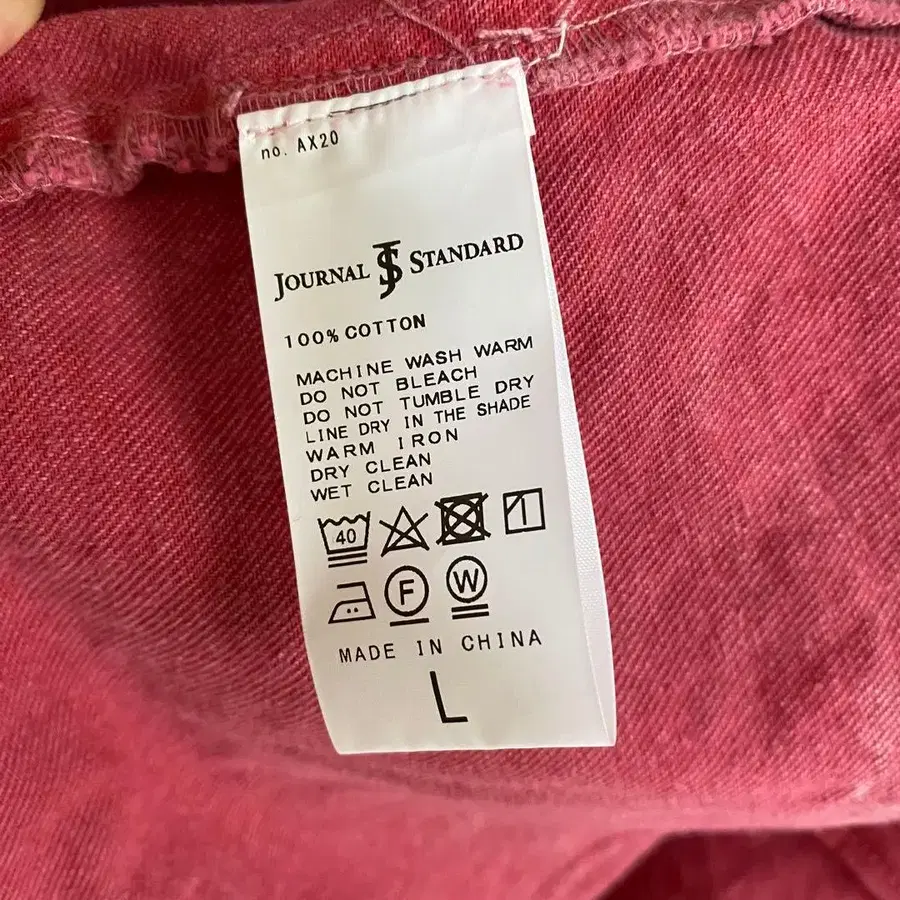 no. AX20
JOURNAL JS STANDARD
100% COTTON
MACHINE WASH WARM
DO NOT BLEACH
DO NOT TUMBLE DRY
LINE DRY IN THE SHADE
WARM IRON
DRY CLEAN
WET CLEAN
40
F W
MADE IN CHINA
L